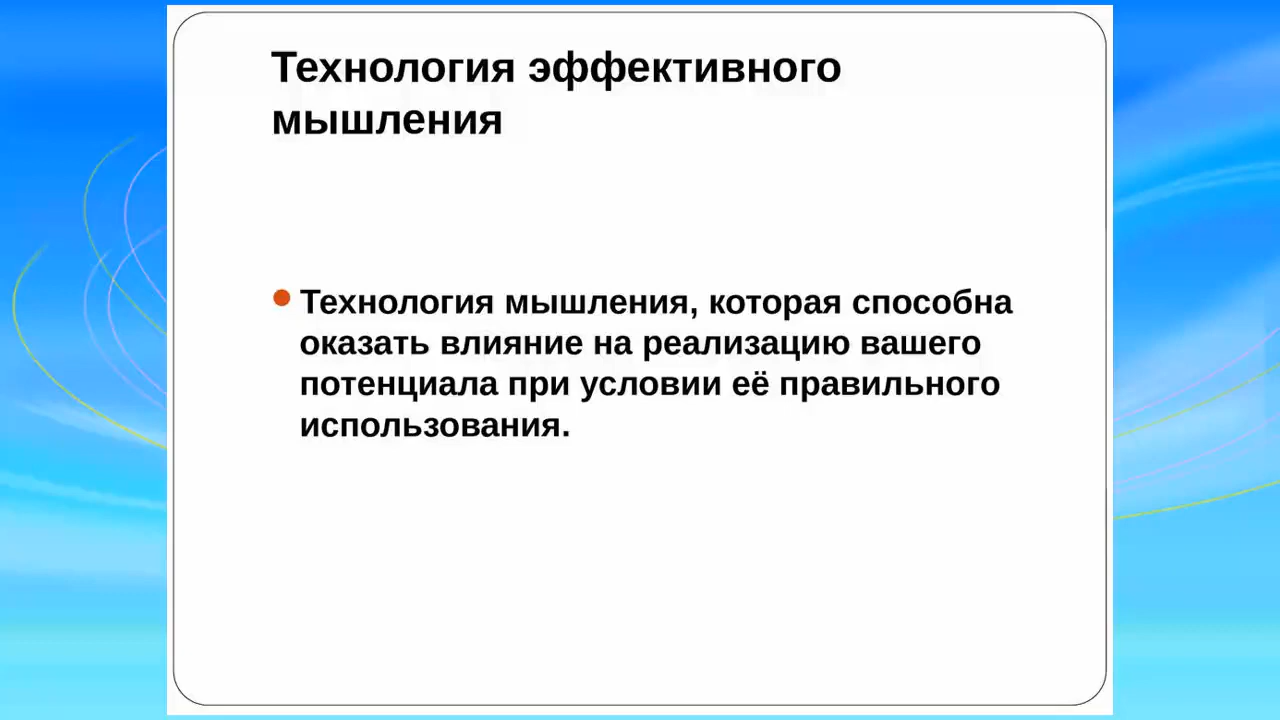 Технология эффективного
мышления
Технология мышления, которая способна
оказать влияние на реализацию вашего
потенциала при условии её правильного
использования.